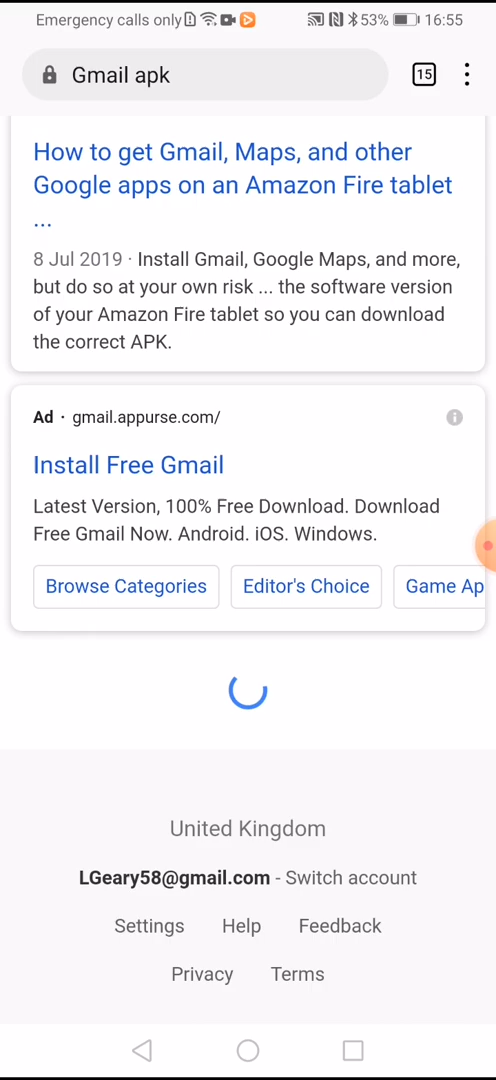 Emergency calls only 53% 16:55
Gmail apk 15
How to get Gmail, Maps, and other
Google apps on an Amazon Fire tablet
...
8 Jul 2019 · Install Gmail, Google Maps, and more,
but do so at your own risk ... the software version
of your Amazon Fire tablet so you can download
the correct APK.
Ad · gmail.appurse.com/
Install Free Gmail
Latest Version, 100% Free Download. Download
Free Gmail Now. Android. iOS. Windows.
Browse Categories Editor's Choice Game Ap
United Kingdom
LGeary58@gmail.com - Switch account
Settings Help Feedback
Privacy Terms